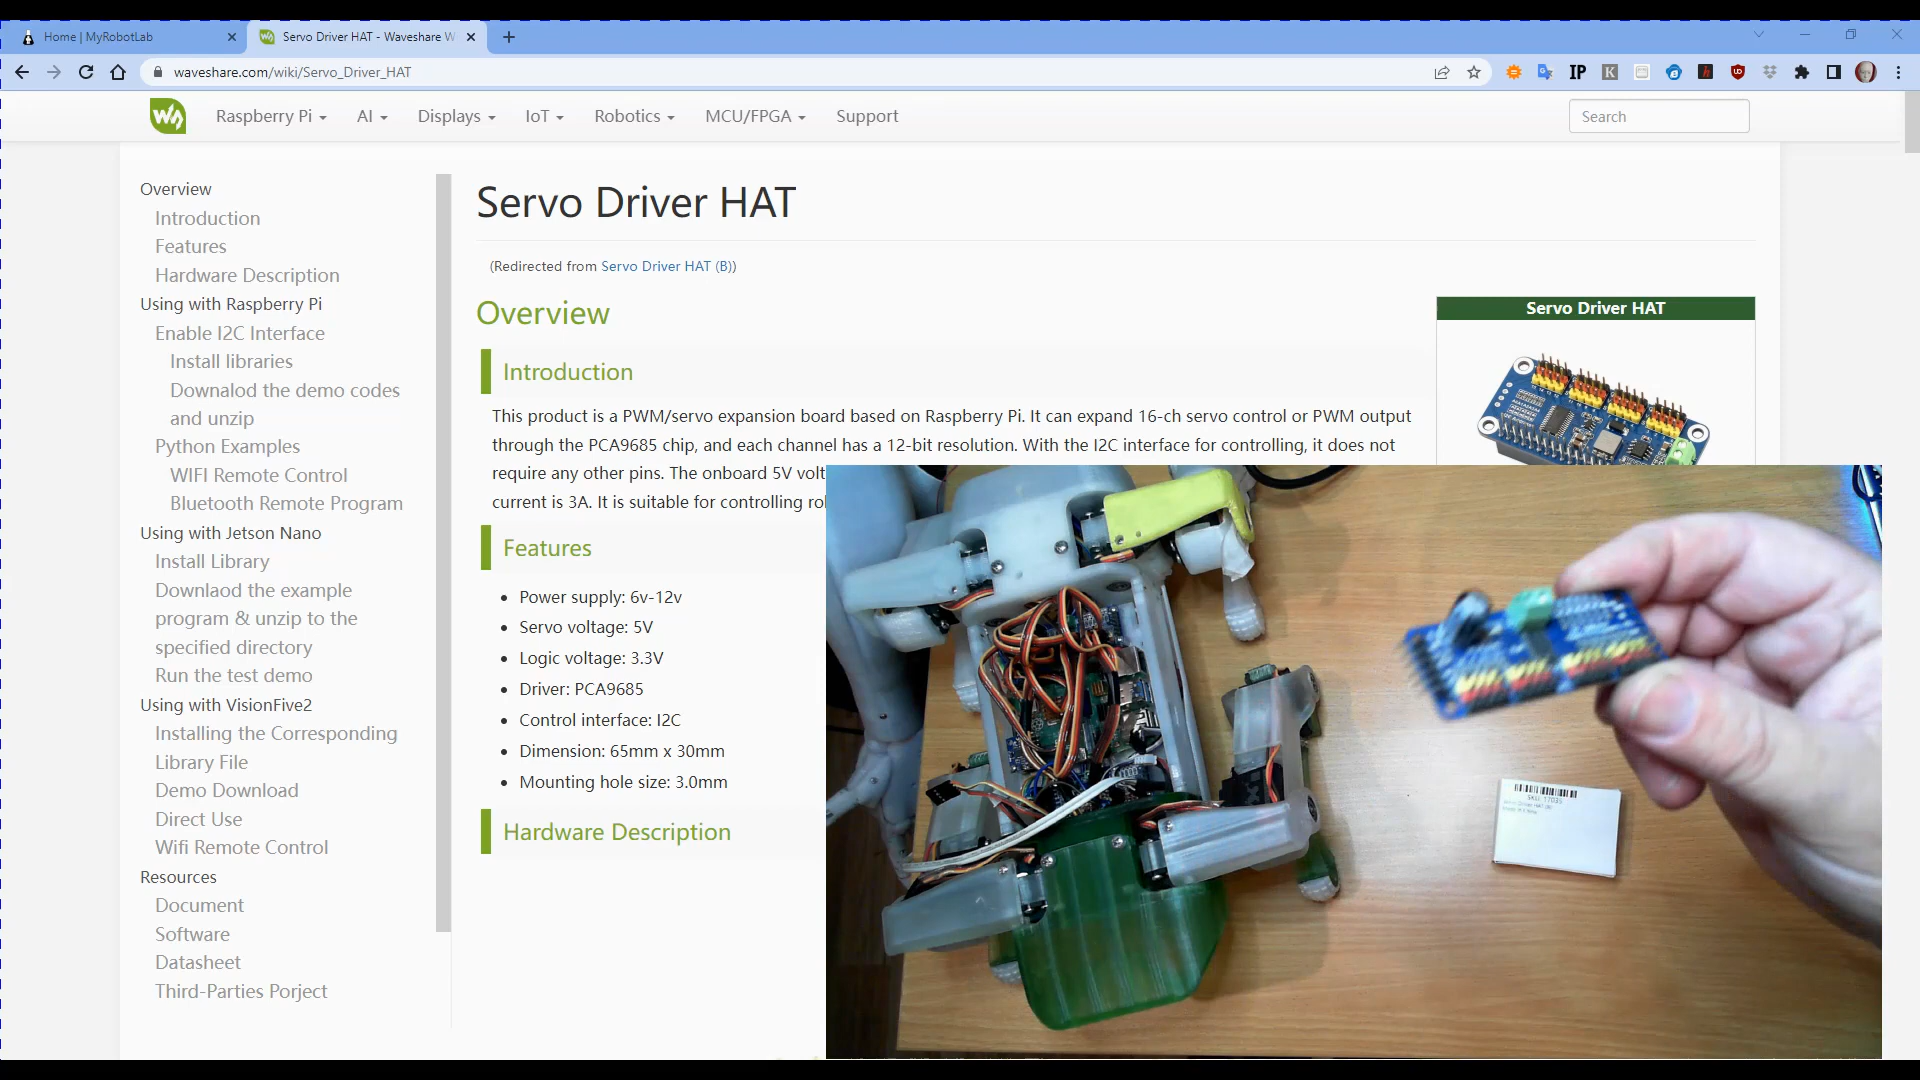 Home | MyRobotLab
Servo Driver HAT - Waveshare W
waveshare.com/wiki/Servo_Driver_HAT
IP
K
Raspberry Pi
AI
Displays
IoT
Robotics
MCU/FPGA
Support
Search
Overview
Introduction
Features
Hardware Description
Using with Raspberry Pi
Enable I2C Interface
Install libraries
Downalod the demo codes
and unzip
Python Examples
WIFI Remote Control
Bluetooth Remote Program
Using with Jetson Nano
Install Library
Downlaod the example
program & unzip to the
specified directory
Run the test demo
Using with VisionFive2
Installing the Corresponding
Library File
Demo Download
Direct Use
Wifi Remote Control
Resources
Document
Software
Datasheet
Third-Parties Porject
Servo Driver HAT
(Redirected from Servo Driver HAT (B))
Overview
Introduction
This product is a PWM/servo expansion board based on Raspberry Pi. It can expand 16-ch servo control or PWM output
through the PCA9685 chip, and each channel has a 12-bit resolution. With the I2C interface for controlling, it does not
require any other pins. The onboard 5V volt
current is 3A. It is suitable for controlling rol
Features
Power supply: 6v-12v
Servo voltage: 5V
Logic voltage: 3.3V
Driver: PCA9685
Control interface: I2C
Dimension: 65mm x 30mm
Mounting hole size: 3.0mm
Hardware Description
Servo Driver HAT
SKU: 17035